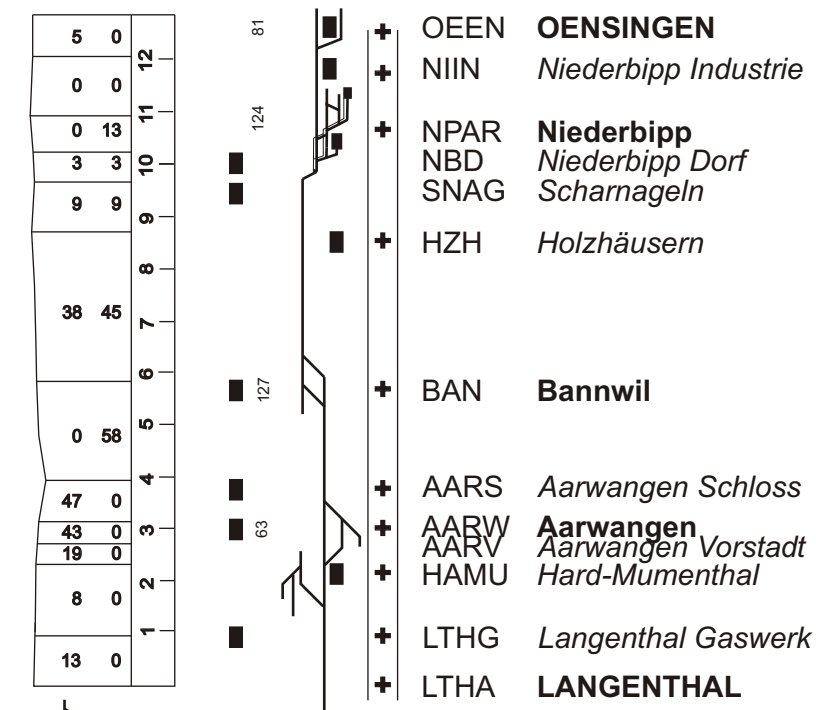 5 0 81 OEEN OENSINGEN
12
0 0 NIIN Niederbipp Industrie
11 124
0 13 NPAR Niederbipp
3 3 10 NBD Niederbipp Dorf
9 9 SNAG Scharnageln
9
HZH Holzhäusern
8
38 45
7
6
127 BAN Bannwil
0 58 5
4
47 0 AARS Aarwangen Schloss
43 0 3 63 AARW Aarwangen
19 0 AARV Aarwangen Vorstadt
2 HAMU Hard-Mumenthal
8 0
1 LTHG Langenthal Gaswerk
13 0
LTHA LANGENTHAL